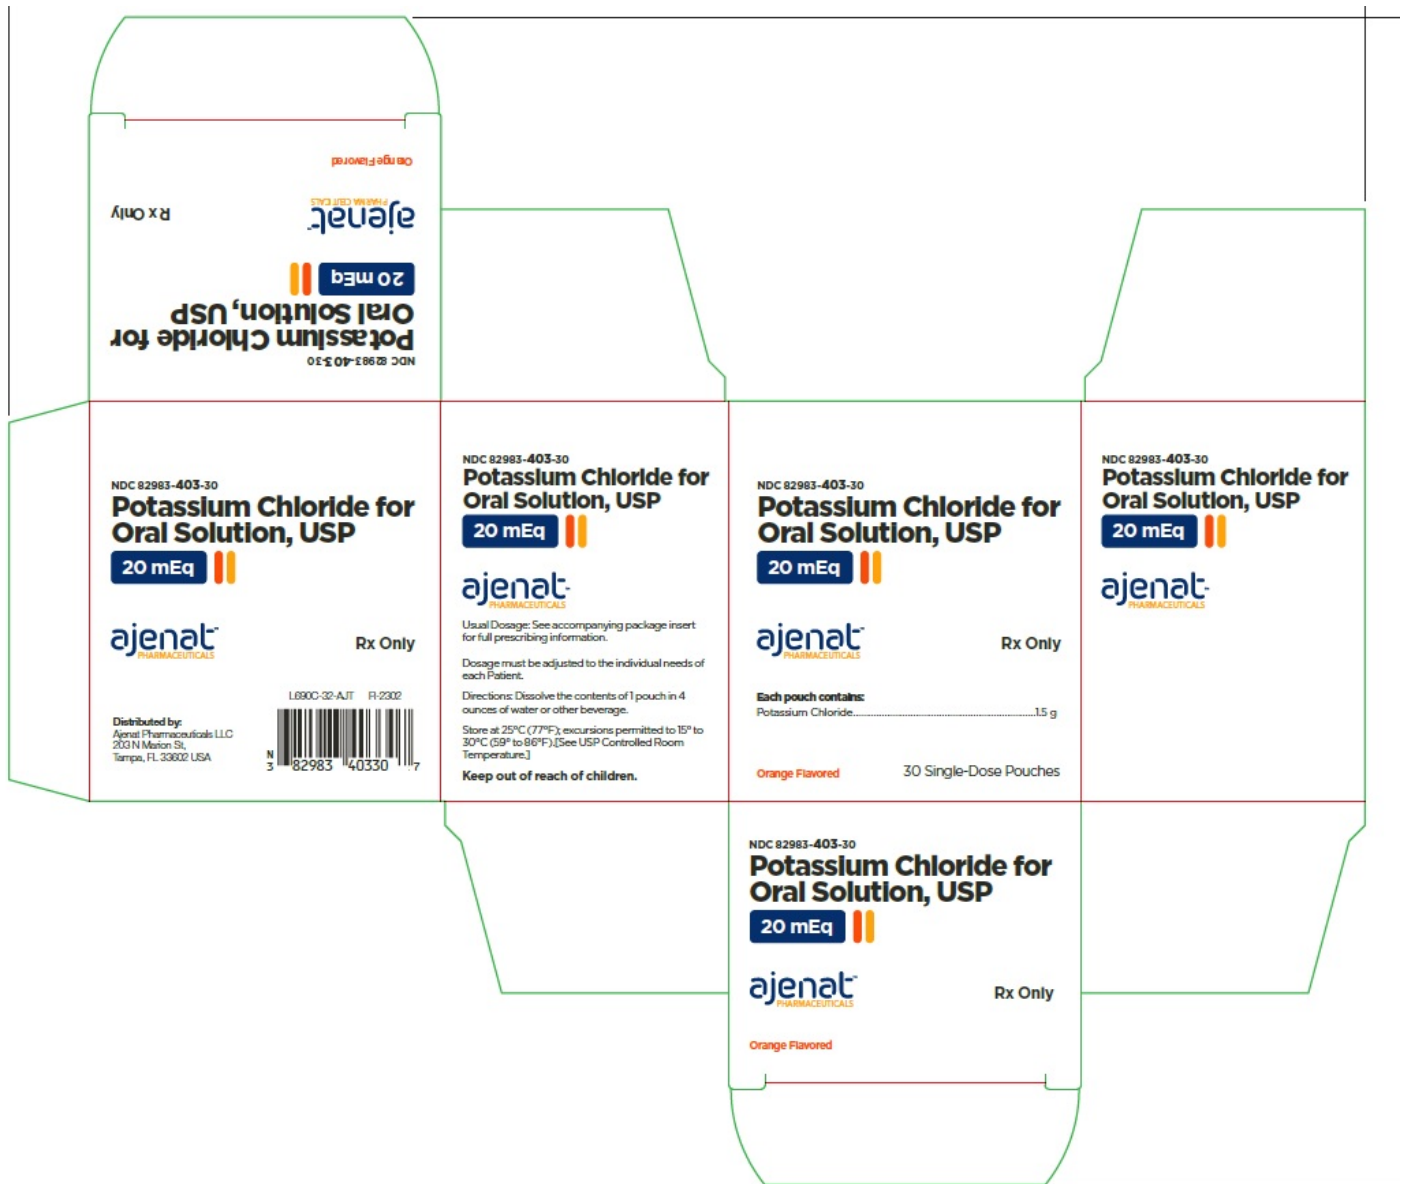 Orange Flavored
ajenat™
PHARMACEUTICALS
Rx Only
20 mEq
NDC 82983-403-30
Potassium Chloride for
Oral Solution, USP
NDC 82983-403-30
Potassium Chloride for
Oral Solution, USP
20 mEq
ajenat™
PHARMACEUTICALS
Rx Only
L690C-32-AJT R-2302
Distributed by:
Ajenat Pharmaceuticals LLC
203 N Marion St,
Tampa, FL 33602 USA
N
3 82983 40330 7
NDC 82983-403-30
Potassium Chloride for
Oral Solution, USP
20 mEq
ajenat™
PHARMACEUTICALS
Usual Dosage: See accompanying package insert
for full prescribing information.
Dosage must be adjusted to the individual needs of
each Patient.
Directions: Dissolve the contents of 1 pouch in 4
ounces of water or other beverage.
Store at 25°C (77°F); excursions permitted to 15° to
30°C (59° to 86°F).[See USP Controlled Room
Temperature.]
Keep out of reach of children.
NDC 82983-403-30
Potassium Chloride for
Oral Solution, USP
20 mEq
ajenat™
PHARMACEUTICALS
Rx Only
Each pouch contains:
Potassium Chloride..........................................................1.5 g
Orange Flavored
30 Single-Dose Pouches
NDC 82983-403-30
Potassium Chloride for
Oral Solution, USP
20 mEq
ajenat™
PHARMACEUTICALS
NDC 82983-403-30
Potassium Chloride for
Oral Solution, USP
20 mEq
ajenat™
PHARMACEUTICALS
Rx Only
Orange Flavored